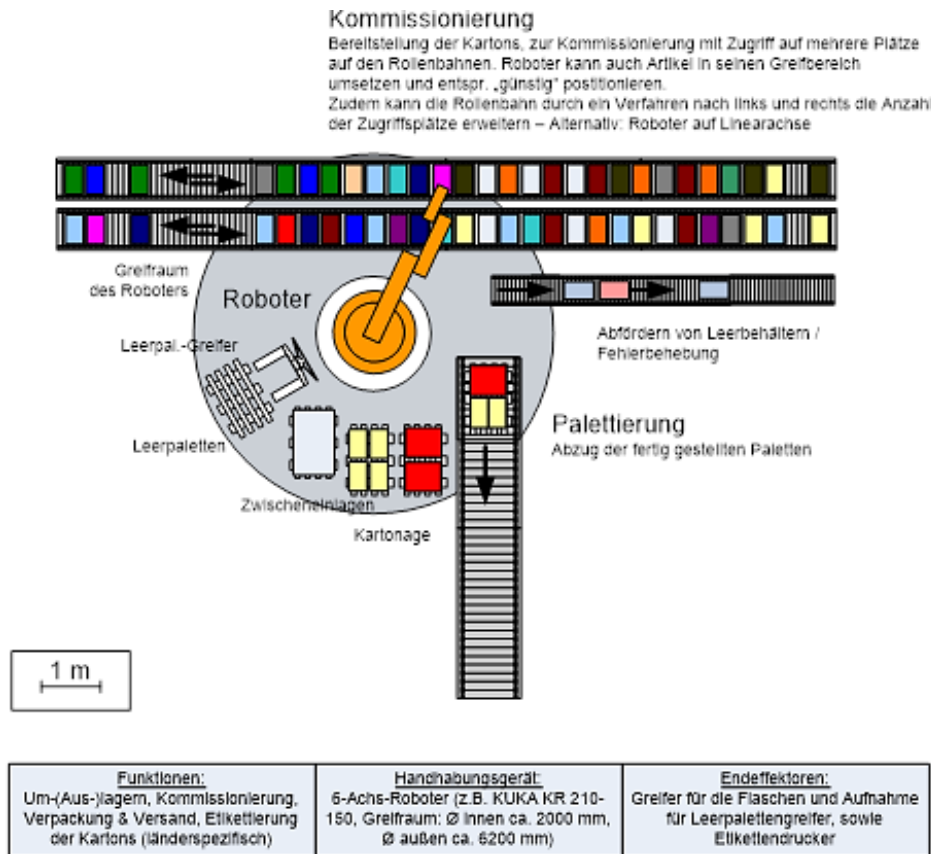 Kommissionierung
Bereitstellung der Kartons, zur Kommissionierung mit Zugriff auf mehrere Plätze
auf den Rollenbahnen. Roboter kann auch Artikel in seinen Greifbereich
umsetzen und entspr. „günstig" postitionieren.
Zudem kann die Rollenbahn durch ein Verfahren nach links und rechts die Anzahl
der Zugriffsplätze erweitern – Alternativ: Roboter auf Linearachse
Greifraum
des Roboters
Roboter
Leerpal.-Greifer
Abfördern von Leerbehältern /
Fehlerbehebung
Palettierung
Abzug der fertig gestellten Paletten
Leerpaletten
Zwischeneinlagen
Kartonage
1 m
Funktionen:
Um-(Aus-)lagern, Kommissionierung,
Verpackung & Versand, Etikettierung
der Kartons (länderspezifisch)
Handhabungsgerät:
6-Achs-Roboter (z.B. KUKA KR 210-
150, Greifraum: Ø innen ca. 2000 mm,
Ø außen ca. 6200 mm)
Endeffektoren:
Greifer für die Flaschen und Aufnahme
für Leerpalettengreifer, sowie
Etikettendrucker